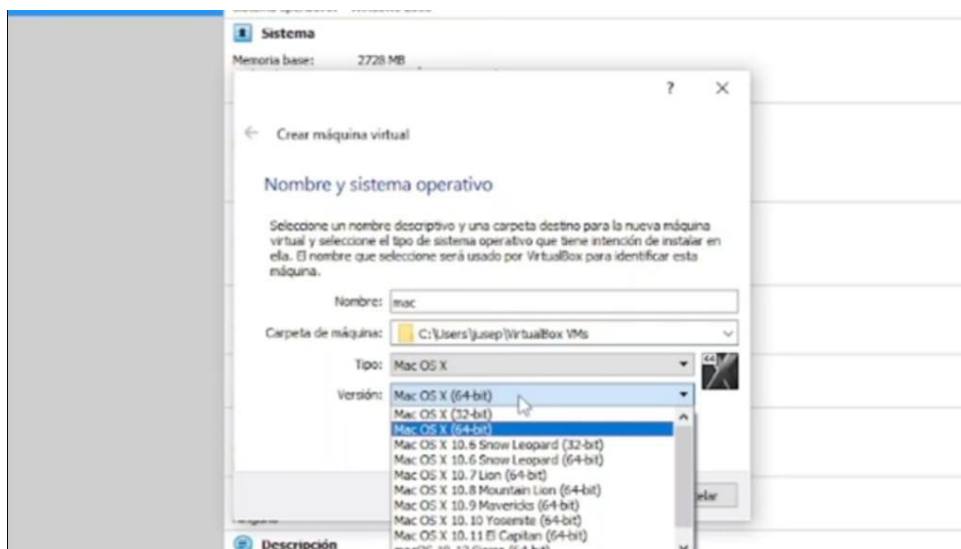 Sistema
Memoria base: 2728 MB
?
Crear máquina virtual
Nombre y sistema operativo
Seleccione un nombre descriptivo y una carpeta destino para la nueva máquina
virtual y seleccione el tipo de sistema operativo que tiene intención de instalar en
ella. El nombre que seleccione será usado por VirtualBox para identificar esta
máquina.
Nombre: mac
Carpeta de máquina: C:\Users\jusep\VirtualBox VMs
Tipo: Mac OS X
64
Versión: Mac OS X (64-bit)
Mac OS X (32-bit)
Mac OS X (64-bit)
Mac OS X 10.6 Snow Leopard (32-bit)
Mac OS X 10.6 Snow Leopard (64-bit)
Mac OS X 10.7 Lion (64-bit)
Mac OS X 10.8 Mountain Lion (64-bit)
elar
Mac OS X 10.9 Mavericks (64-bit)
Mac OS X 10.10 Yosemite (64-bit)
Mac OS X 10.11 El Capitan (64-bit)
Descripción